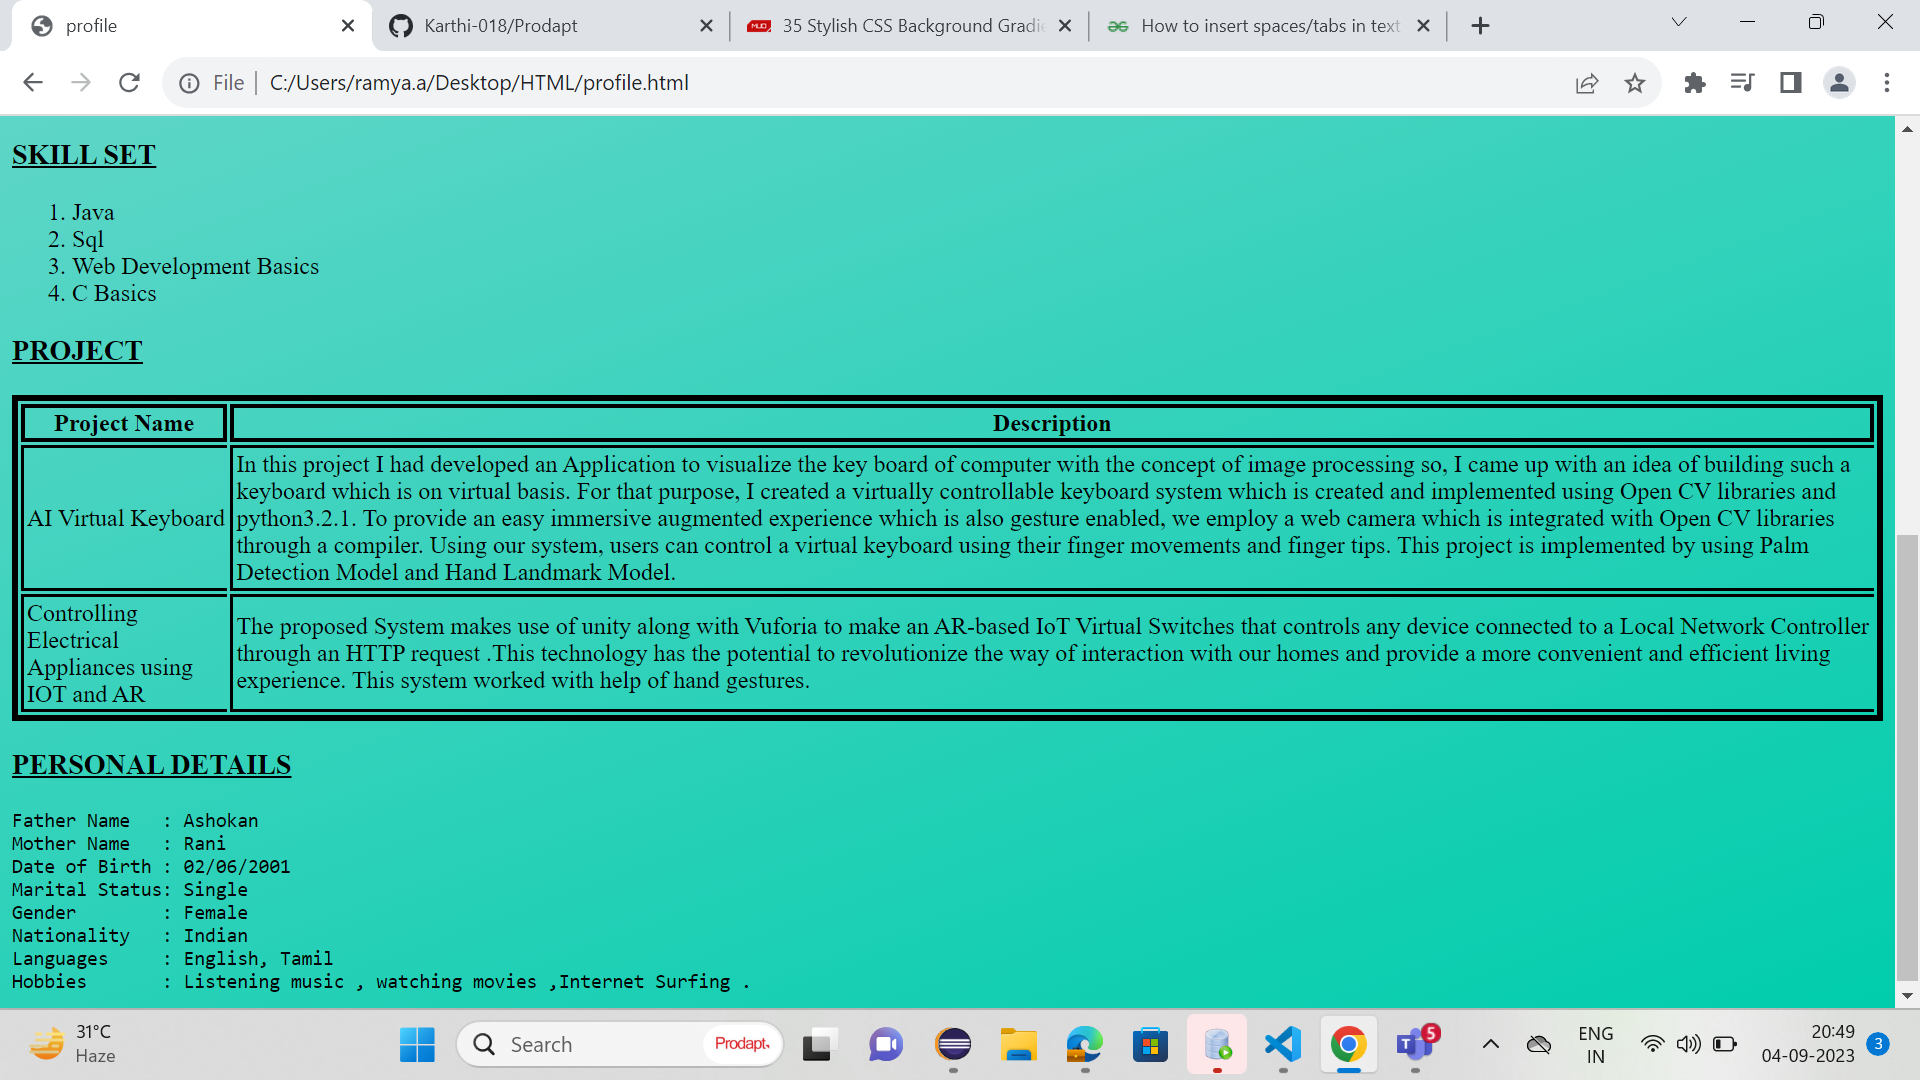 profile
Karthi-018/Prodapt
35 Stylish CSS Background Gradie
How to insert spaces/tabs in text
File
C:/Users/ramya.a/Desktop/HTML/profile.html
SKILL SET
1. Java
2. Sql
3. Web Development Basics
4. C Basics
PROJECT
Project Name
Description
AI Virtual Keyboard
In this project I had developed an Application to visualize the key board of computer with the concept of image processing so, I came up with an idea of building such a
keyboard which is on virtual basis. For that purpose, I created a virtually controllable keyboard system which is created and implemented using Open CV libraries and
python3.2.1. To provide an easy immersive augmented experience which is also gesture enabled, we employ a web camera which is integrated with Open CV libraries
through a compiler. Using our system, users can control a virtual keyboard using their finger movements and finger tips. This project is implemented by using Palm
Detection Model and Hand Landmark Model.
Controlling
Electrical
Appliances using
IOT and AR
The proposed System makes use of unity along with Vuforia to make an AR-based IoT Virtual Switches that controls any device connected to a Local Network Controller
through an HTTP request .This technology has the potential to revolutionize the way of interaction with our homes and provide a more convenient and efficient living
experience. This system worked with help of hand gestures.
PERSONAL DETAILS
Father Name   : Ashokan
Mother Name   : Rani
Date of Birth : 02/06/2001
Marital Status: Single
Gender        : Female
Nationality   : Indian
Languages     : English, Tamil
Hobbies       : Listening music , watching movies ,Internet Surfing .
31°C
Haze
Search
Prodapt.
5
ENG
IN
20:49
04-09-2023
3